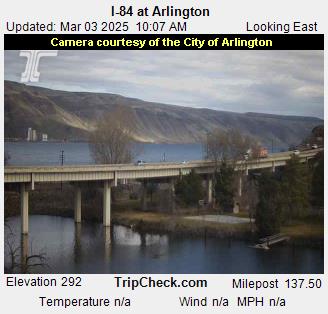 I-84 at Arlington
Updated: Mar 03 2025 10:07 AM Looking East
Camera courtesy of the City of Arlington
Elevation 292 TripCheck.com Milepost 137.50
Temperature n/a Wind n/a MPH n/a